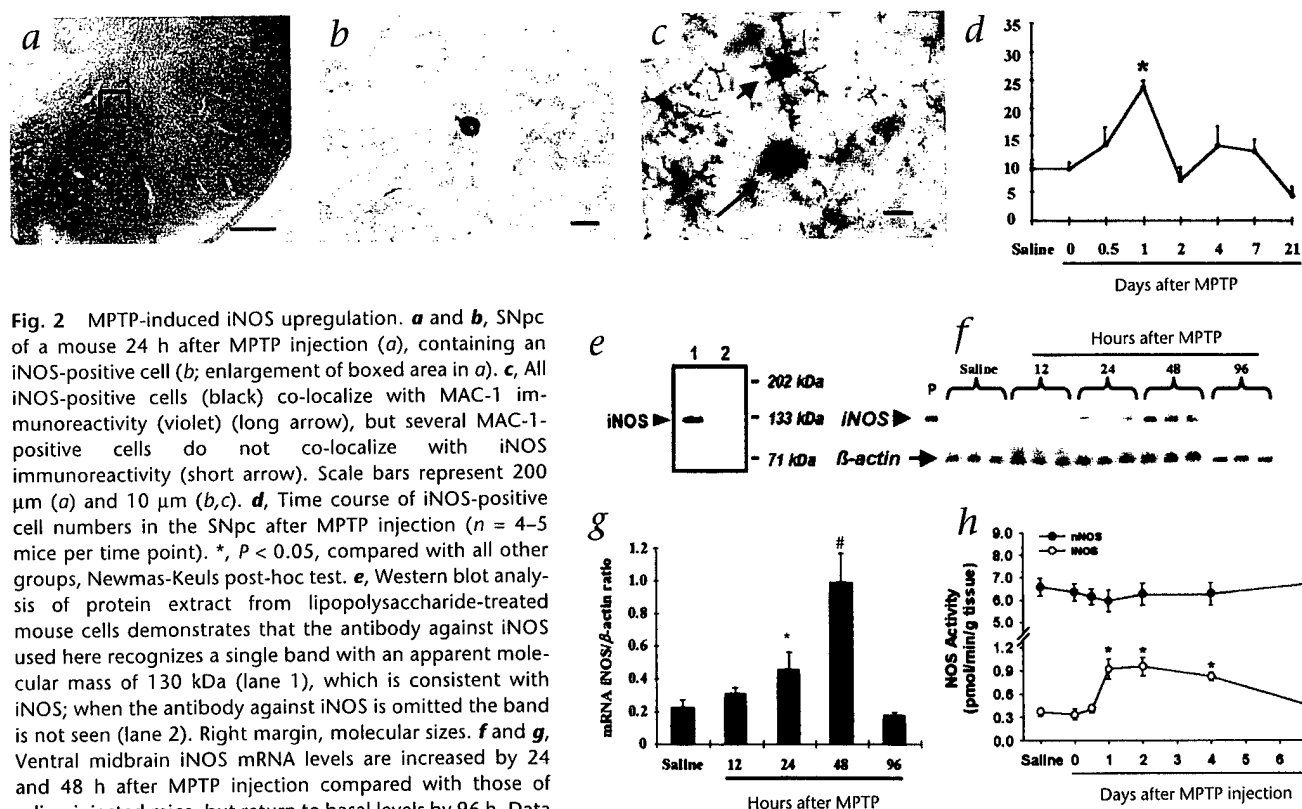 a
b
c
d
35
30
25
20
15
10
5
0
Saline 0 0.5 1 2 4 7 21
*
Days after MPTP
Fig. 2 MPTP-induced iNOS upregulation. a and b, SNpc
of a mouse 24 h after MPTP injection (a), containing an
iNOS-positive cell (b; enlargement of boxed area in a). c, All
iNOS-positive cells (black) co-localize with MAC-1 im-
munoreactivity (violet) (long arrow), but several MAC-1-
positive cells do not co-localize with iNOS
immunoreactivity (short arrow). Scale bars represent 200
μm (a) and 10 μm (b,c). d, Time course of iNOS-positive
cell numbers in the SNpc after MPTP injection (n = 4–5
mice per time point). *, P < 0.05, compared with all other
groups, Newmas-Keuls post-hoc test. e, Western blot analy-
sis of protein extract from lipopolysaccharide-treated
mouse cells demonstrates that the antibody against iNOS
used here recognizes a single band with an apparent mole-
cular mass of 130 kDa (lane 1), which is consistent with
iNOS; when the antibody against iNOS is omitted the band
is not seen (lane 2). Right margin, molecular sizes. f and g,
Ventral midbrain iNOS mRNA levels are increased by 24
and 48 h after MPTP injection compared with those of
saline-injected mice, but return to basal levels by 96 h. Data
e
1 2
iNOS
202 kDa
133 kDa
71 kDa
f
Hours after MPTP
P Saline 12 24 48 96
iNOS
ß-actin
g
mRNA iNOS/β-actin ratio
1.2
1.0
0.8
0.6
0.4
0.2
0
*
#
Saline 12 24 48 96
Hours after MPTP
h
NOS Activity
(pmol/min/g tissue)
9.0
8.0
7.0
6.0
5.0
1.2
0.9
0.6
0.3
0.0
nNOS
iNOS
* * *
Saline 0 1 2 3 4 5 6
Days after MPTP injection